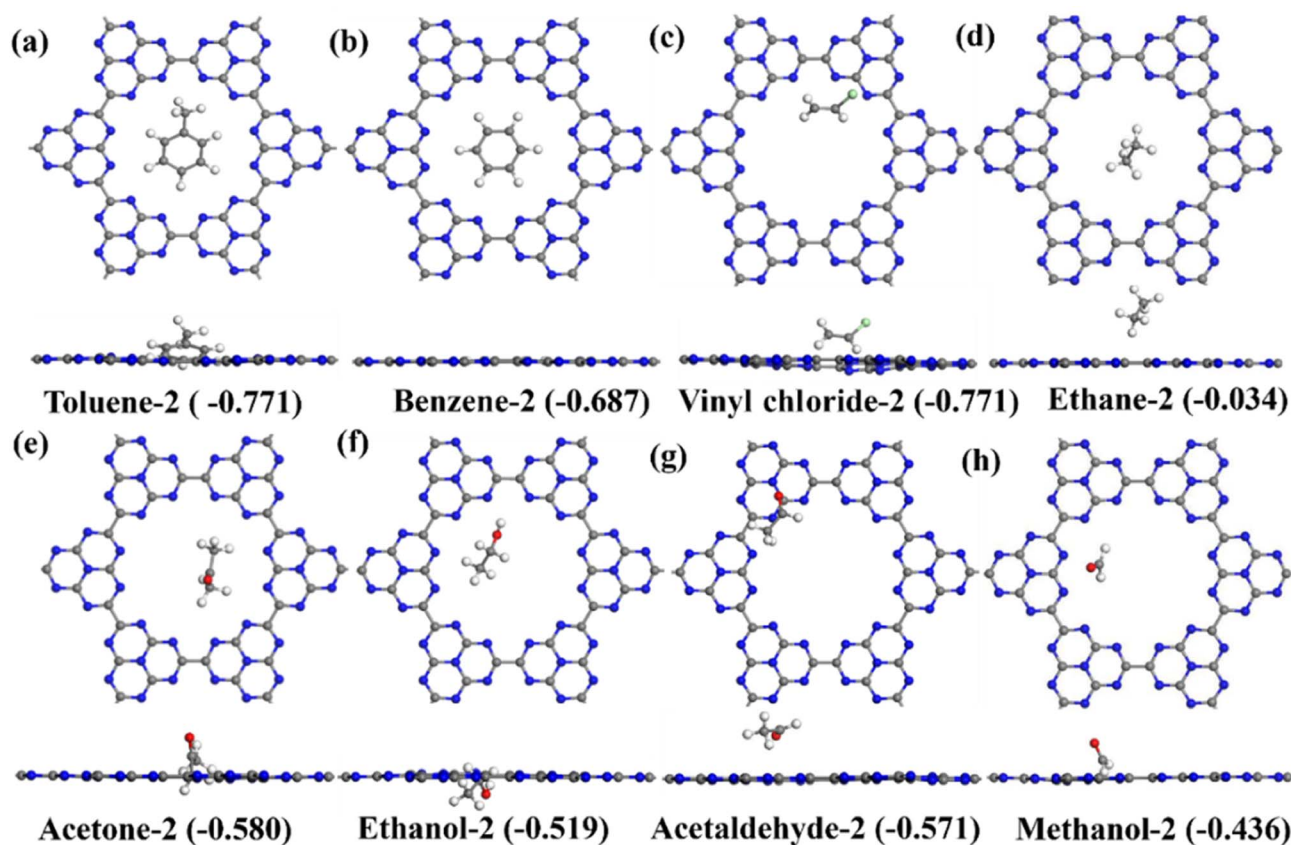 (a) (b) (c) (d)
Toluene-2 ( -0.771) Benzene-2 (-0.687) Vinyl chloride-2 (-0.771) Ethane-2 (-0.034)
(e) (f) (g) (h)
Acetone-2 (-0.580) Ethanol-2 (-0.519) Acetaldehyde-2 (-0.571) Methanol-2 (-0.436)